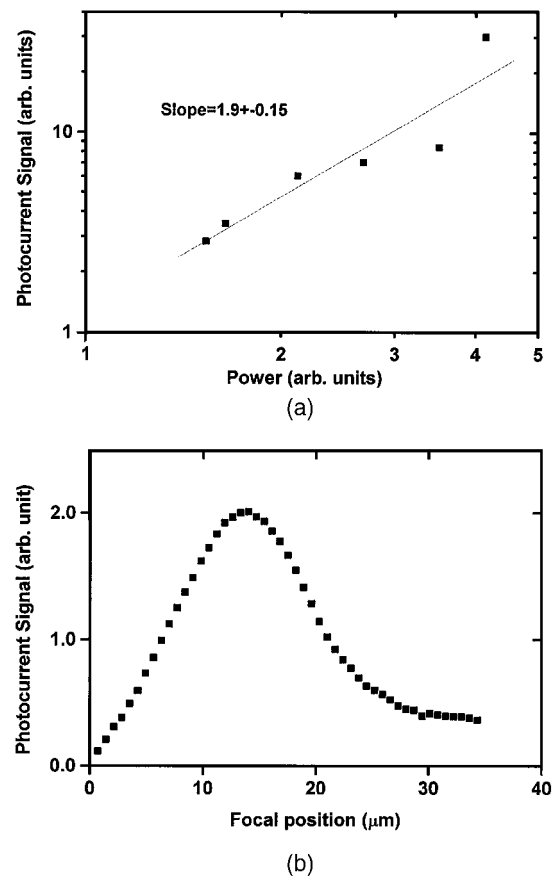 Photocurrent Signal (arb. units)
10
1
Slope=1.9+-0.15
1 2 3 4 5
Power (arb. units)
(a)
Photocurrent Signal (arb. unit)
2.0
1.0
0.0
0 10 20 30 40
Focal position (μm)
(b)